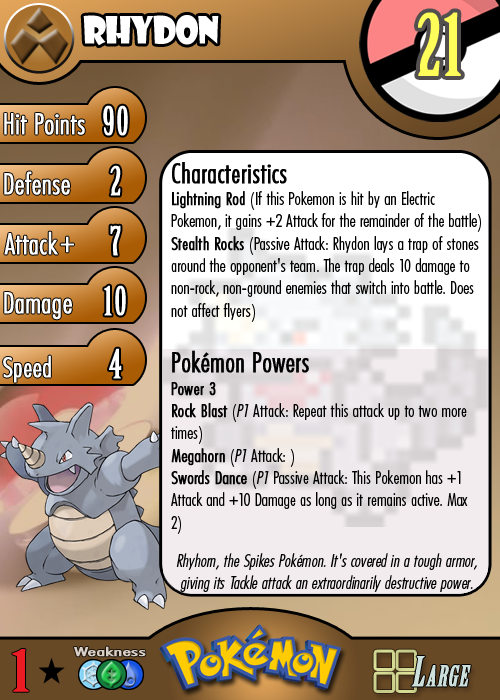 RHYDON
21
Hit Points 90
Defense 2
Attack+ 7
Damage 10
Speed 4
Characteristics
Lightning Rod (If this Pokemon is hit by an Electric
Pokemon, it gains +2 Attack for the remainder of the battle)
Stealth Rocks (Passive Attack: Rhydon lays a trap of stones
around the opponent's team. The trap deals 10 damage to
non-rock, non-ground enemies that switch into battle. Does
not affect flyers)
Pokémon Powers
Power 3
Rock Blast (P1 Attack: Repeat this attack up to two more
times)
Megahorn (P1 Attack: )
Swords Dance (P1 Passive Attack: This Pokemon has +1
Attack and +10 Damage as long as it remains active. Max
2)
Rhyhorn, the Spikes Pokémon. It's covered in a tough armor,
giving its Tackle attack an extraordinarily destructive power.
1 ★
Weakness
POKéMON
LARGE